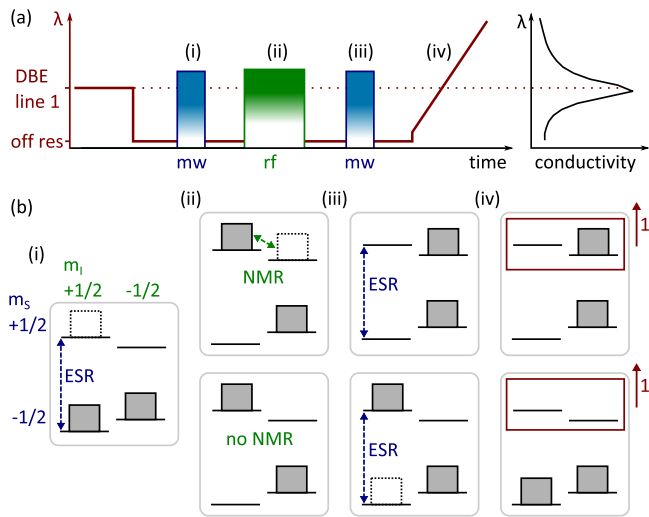 (a)
λ
(i)
(ii)
(iii)
(iv)
λ
DBE
line 1
off res
mw
rf
mw
time
conductivity
(b)
(ii)
(iii)
(iv)
(i)
m_I
+1/2 -1/2
m_S
+1/2
ESR
-1/2
NMR
ESR
1
no NMR
ESR
1